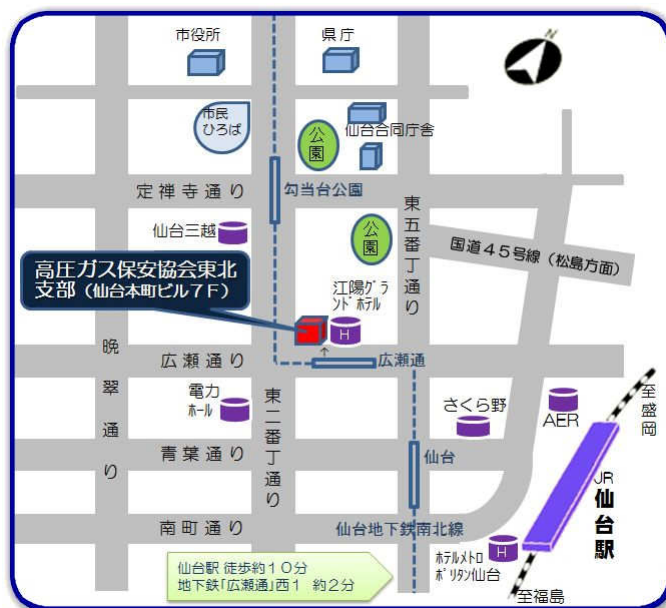 市役所
県庁
N
市民
ひろば
公
園
仙台合同庁舎
定禅寺通り
勾当台公園
仙台三越
公
園
東五番丁通り
国道45号線(松島方面)
高圧ガス保安協会東北
支部(仙台本町ビル7F)
江陽グラ
ンドホテル
H
↑
晩翠通り
広瀬通り
広瀬通
至盛岡
電力
ホール
東二番丁通り
さくら野
AER
青葉通り
仙台
JR
仙台駅
南町通り
仙台地下鉄南北線
ホテルメトロ
ポリタン仙台
H
仙台駅 徒歩約10分
地下鉄「広瀬通」西1 約2分
至福島